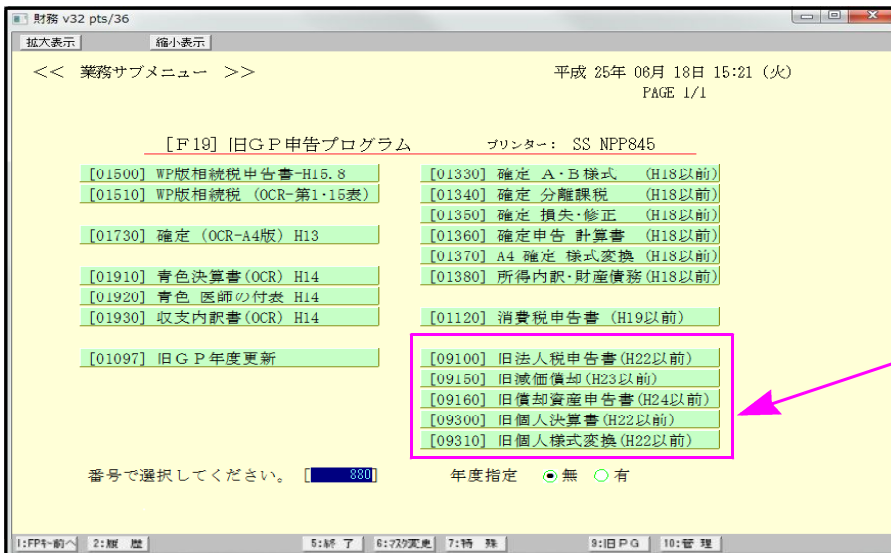 財務 v32 pts/36
拡大表示 縮小表示
<< 業務サブメニュー >> 平成 25年 06月 18日 15:21 (火)
PAGE 1/1
[F19] 旧GP申告プログラム プリンター: SS NPP845
[01500] WP版相続税申告書-H15.8 [01330] 確定 A・B様式 (H18以前)
[01510] WP版相続税 (OCR-第1・15表) [01340] 確定 分離課税 (H18以前)
[01350] 確定 損失・修正 (H18以前)
[01730] 確定 (OCR-A4版) H13 [01360] 確定申告 計算書 (H18以前)
[01370] A4 確定 様式変換 (H18以前)
[01910] 青色決算書(OCR) H14 [01380] 所得内訳・財産債務(H18以前)
[01920] 青色 医師の付表 H14
[01930] 収支内訳書(OCR) H14 [01120] 消費税申告書 (H19以前)
[01097] 旧GP年度更新 [09100] 旧法人税申告書(H22以前)
[09150] 旧減価償却(H23以前)
[09160] 旧償却資産申告書(H24以前)
[09300] 旧個人決算書(H22以前)
[09310] 旧個人様式変換(H22以前)
番号で選択してください。 [ 880] 年度指定 無 有
1:FPキー前へ 2:履 歴 5:終 了 6:マスク変更 7:特 殊 9:旧PG 10:管 理